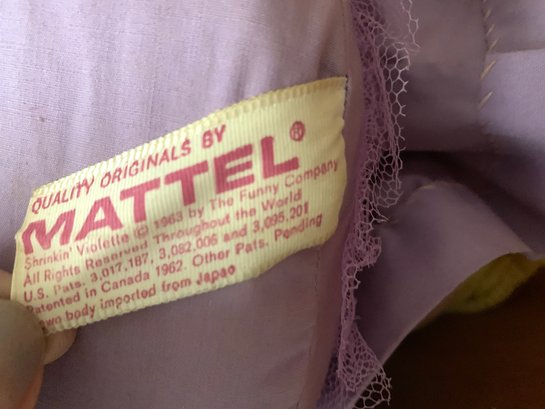 QUALITY ORIGINALS BY
MATTEL®
Shrinkin' Violette © 1963 by The Funny Company
All Rights Reserved Throughout the World
U.S. Pats. 3,017,187, 3,082,006 and 3,095,201
Patented in Canada 1962 Other Pats. Pending
body imported from Japan